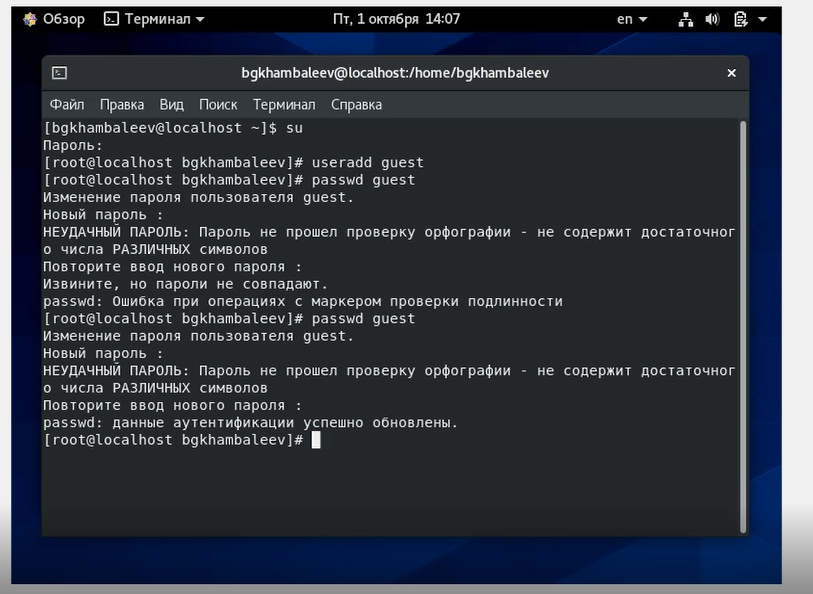 Обзор Терминал Пт, 1 октября 14:07 en
bgkhambaleev@localhost:/home/bgkhambaleev ×
Файл Правка Вид Поиск Терминал Справка
[bgkhambaleev@localhost ~]$ su
Пароль:
[root@localhost bgkhambaleev]# useradd guest
[root@localhost bgkhambaleev]# passwd guest
Изменение пароля пользователя guest.
Новый пароль :
НЕУДАЧНЫЙ ПАРОЛЬ: Пароль не прошел проверку орфографии - не содержит достаточног
о числа РАЗЛИЧНЫХ символов
Повторите ввод нового пароля :
Извините, но пароли не совпадают.
passwd: Ошибка при операциях с маркером проверки подлинности
[root@localhost bgkhambaleev]# passwd guest
Изменение пароля пользователя guest.
Новый пароль :
НЕУДАЧНЫЙ ПАРОЛЬ: Пароль не прошел проверку орфографии - не содержит достаточног
о числа РАЗЛИЧНЫХ символов
Повторите ввод нового пароля :
passwd: данные аутентификации успешно обновлены.
[root@localhost bgkhambaleev]#